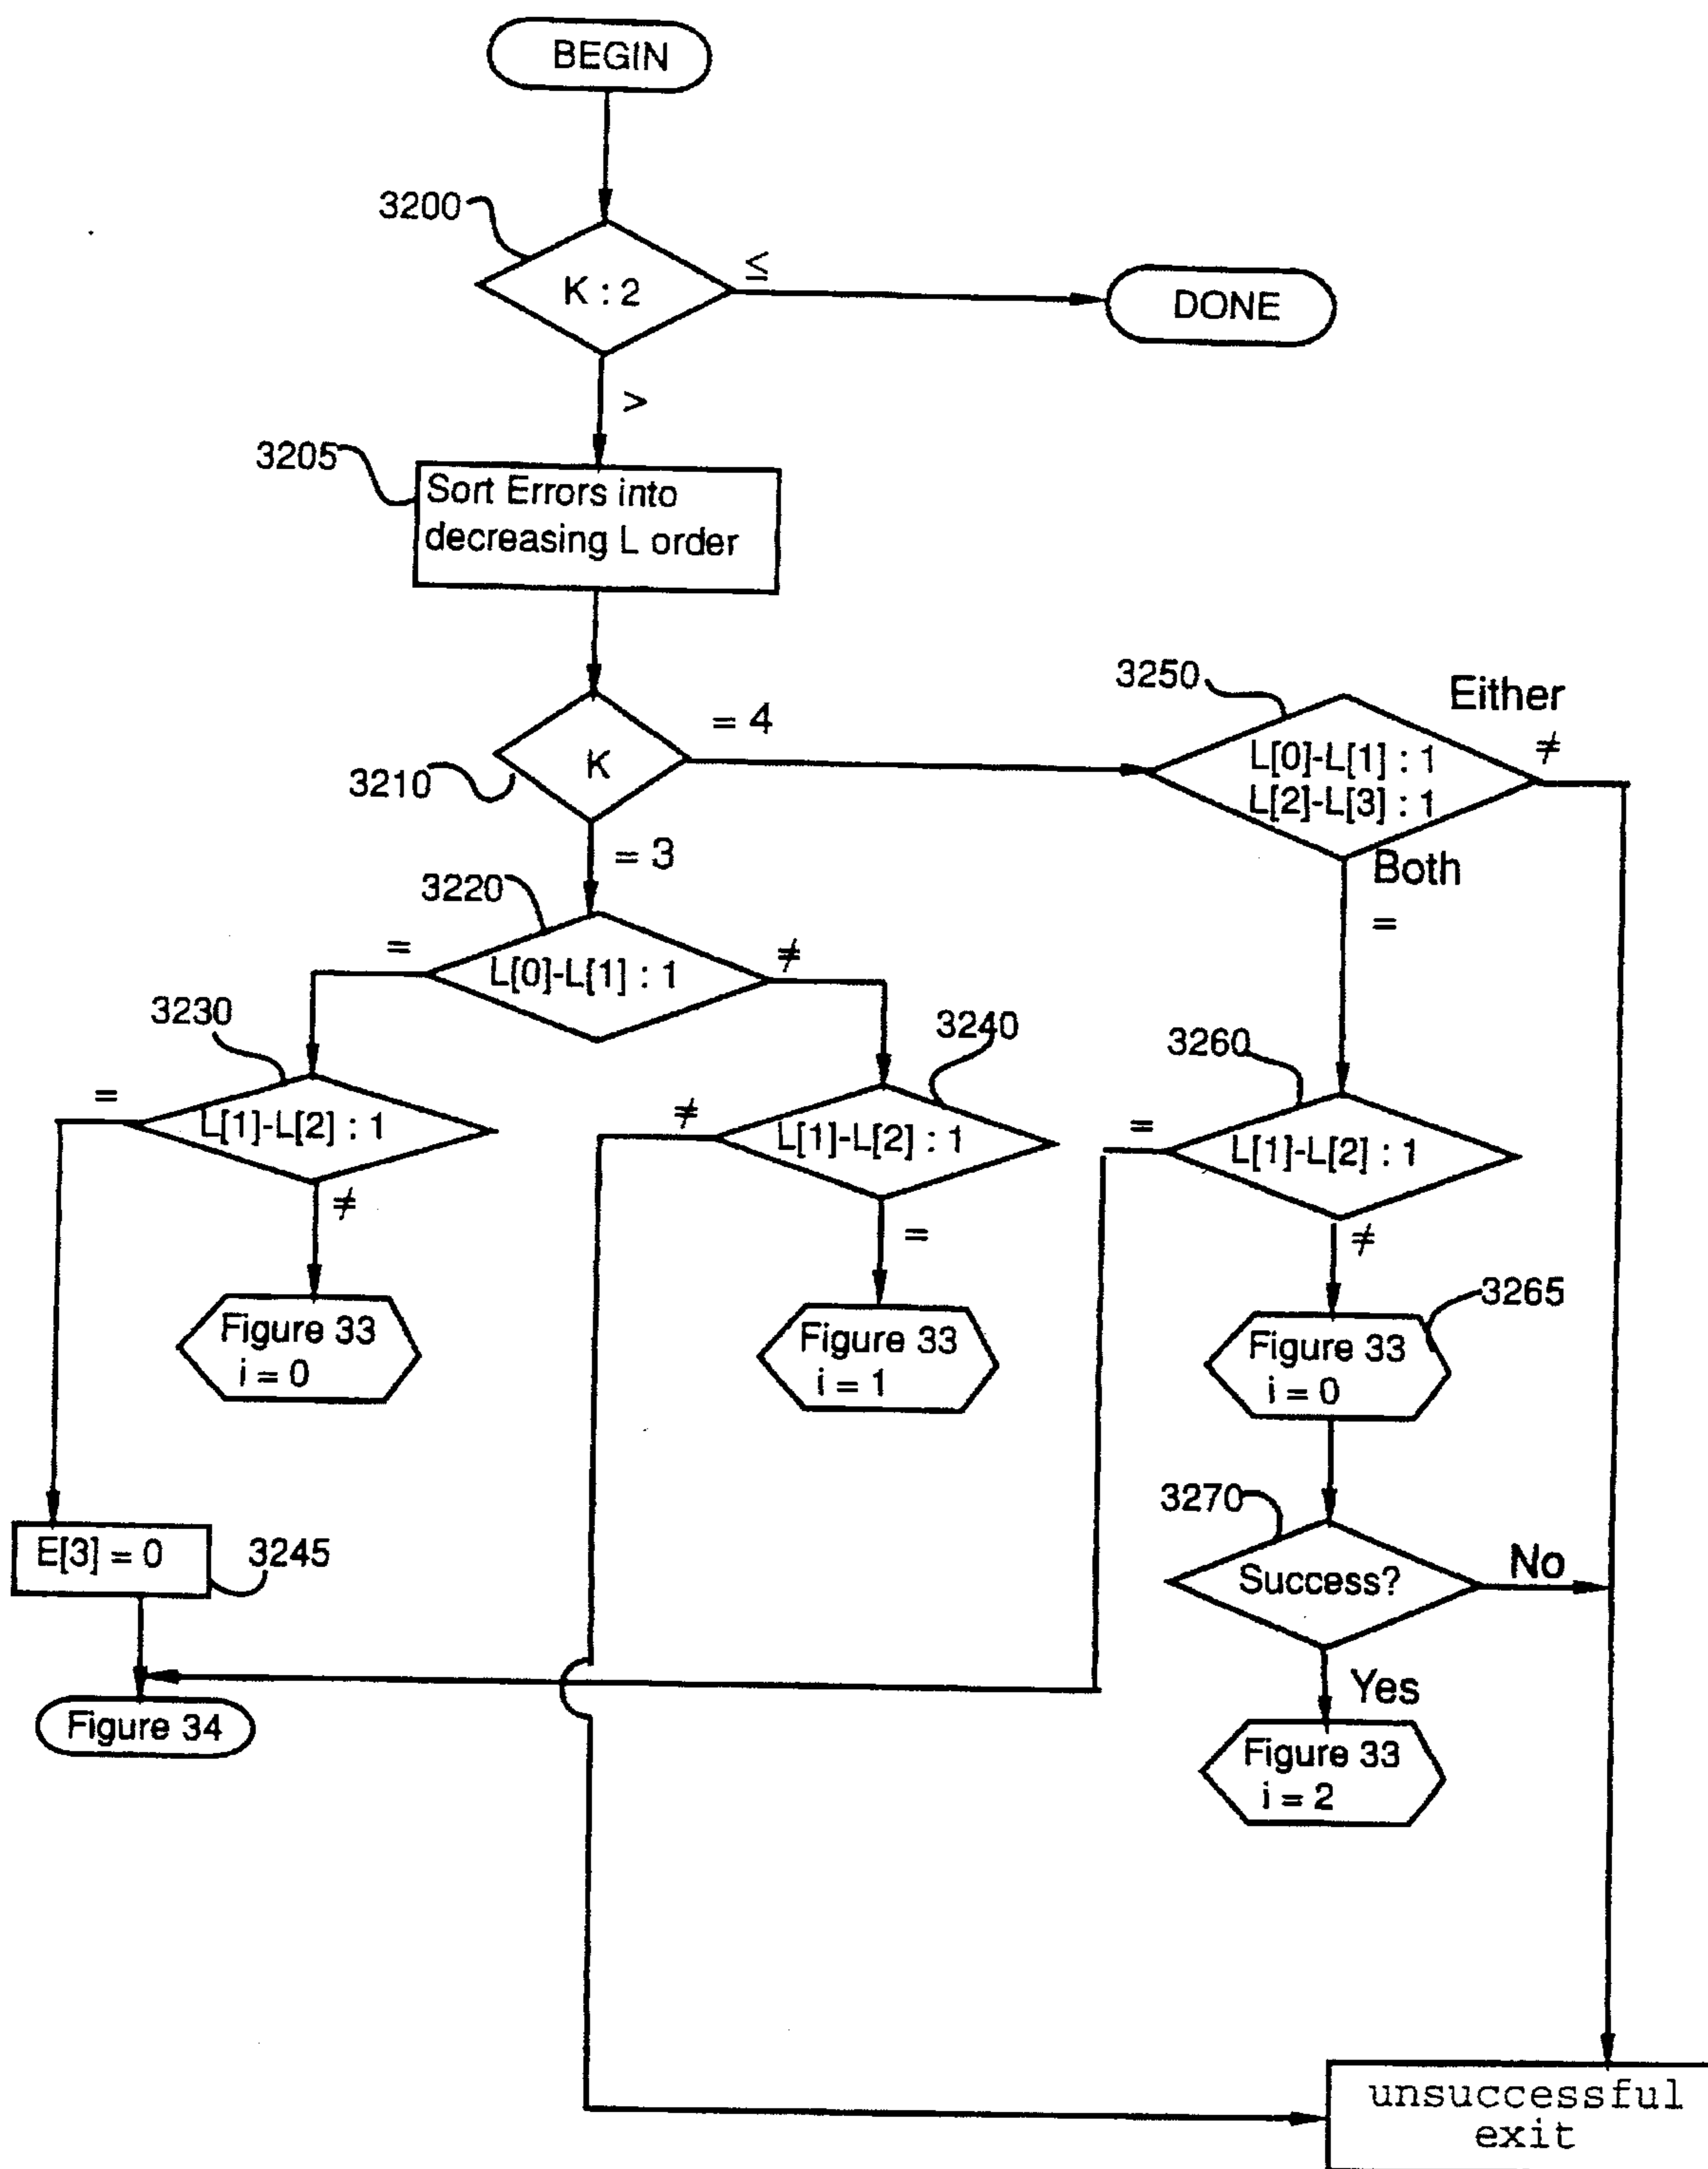 BEGIN
3200
K : 2
≤
DONE
>
3205
Sort Errors into
decreasing L order
3210
K
= 4
= 3
3250
L[0]-L[1] : 1
L[2]-L[3] : 1
Either
≠
Both
=
3220
L[0]-L[1] : 1
=
≠
3230
L[1]-L[2] : 1
=
≠
3240
L[1]-L[2] : 1
≠
=
3260
L[1]-L[2] : 1
=
≠
Figure 33
i = 0
Figure 33
i = 1
3265
Figure 33
i = 0
E[3] = 0
3245
3270
Success?
No
Yes
Figure 34
Figure 33
i = 2
unsuccessful
exit